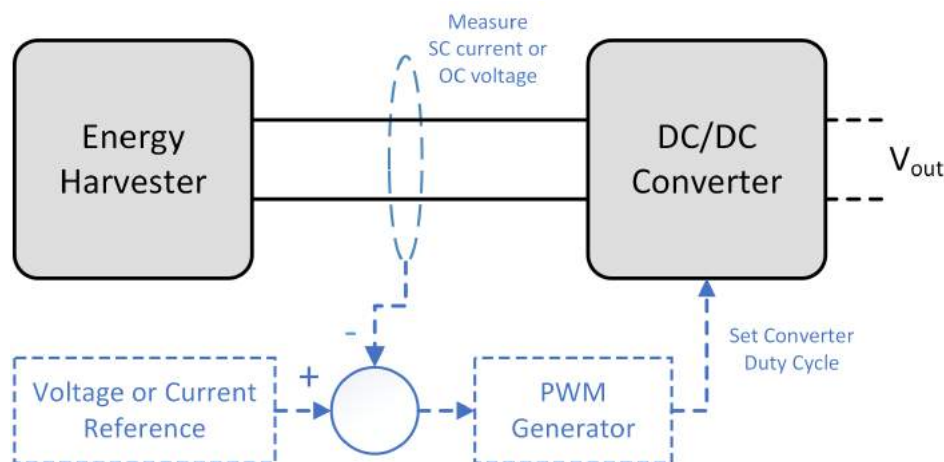 Measure
SC current or
OC voltage
Energy
Harvester
DC/DC
Converter
Vout
-
+
Set Converter
Duty Cycle
Voltage or Current
Reference
PWM
Generator